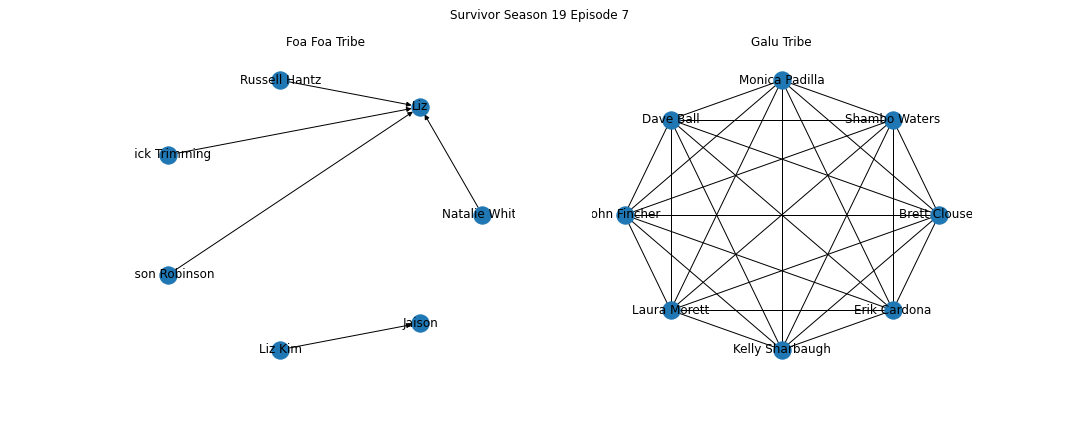 Survivor Season 19 Episode 7
Foa Foa Tribe
Russell Hantz
Liz
ick Trimming
Natalie Whit
son Robinson
Jaison
Liz Kim
Galu Tribe
Monica Padilla
Dave Ball
Shambo Waters
ohn Fincher
Brett Clouse
Laura Morett
Erik Cardona
Kelly Sharbaugh